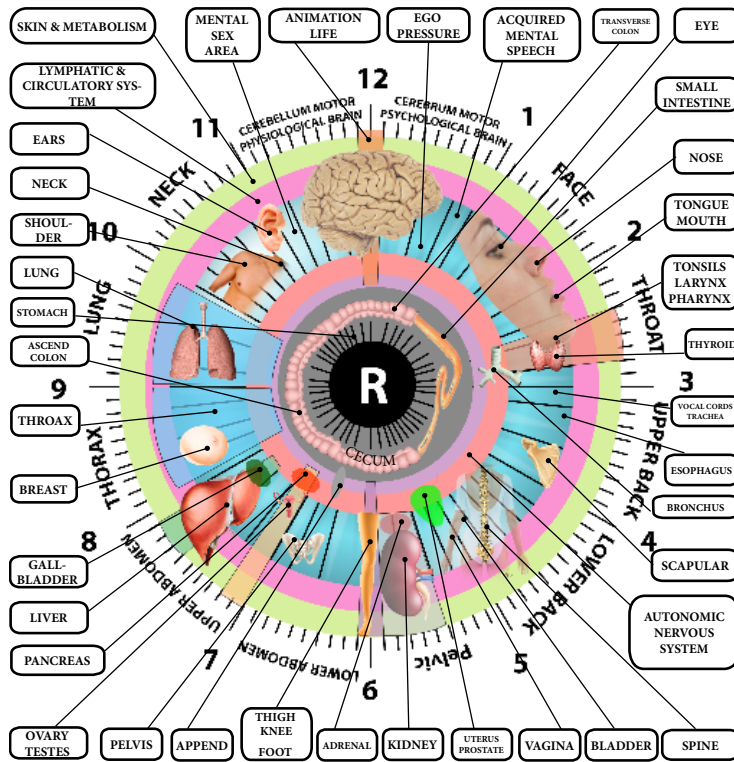 SKIN & METABOLISM
MENTAL
SEX
AREA
ANIMATION
LIFE
EGO
PRESSURE
ACQUIRED
MENTAL
SPEECH
TRANSVERSE
COLON
EYE
LYMPHATIC &
CIRCULATORY SYS-
TEM
EARS
NECK
SHOUL-
DER
LUNG
STOMACH
ASCEND
COLON
THROAX
BREAST
GALL-
BLADDER
LIVER
PANCREAS
SMALL
INTESTINE
NOSE
TONGUE
MOUTH
TONSILS
LARYNX
PHARYNX
THYROID
VOCAL CORDS
TRACHEA
ESOPHAGUS
BRONCHUS
SCAPULAR
AUTONOMIC
NERVOUS
SYSTEM
12
1
2
3
4
5
6
7
8
9
10
11
CEREBELLUM MOTOR
PHYSIOLOGICAL BRAIN
CEREBRUM MOTOR
PSYCHOLOGICAL BRAIN
FACE
THROAT
UPPER BACK
LOWER BACK
Pelvic
LOWER ABDOMEN
UPPER ABDOMEN
THORAX
LUNG
NECK
R
CECUM
OVARY
TESTES
PELVIS
APPEND
THIGH
KNEE
FOOT
ADRENAL
KIDNEY
UTERUS
PROSTATE
VAGINA
BLADDER
SPINE